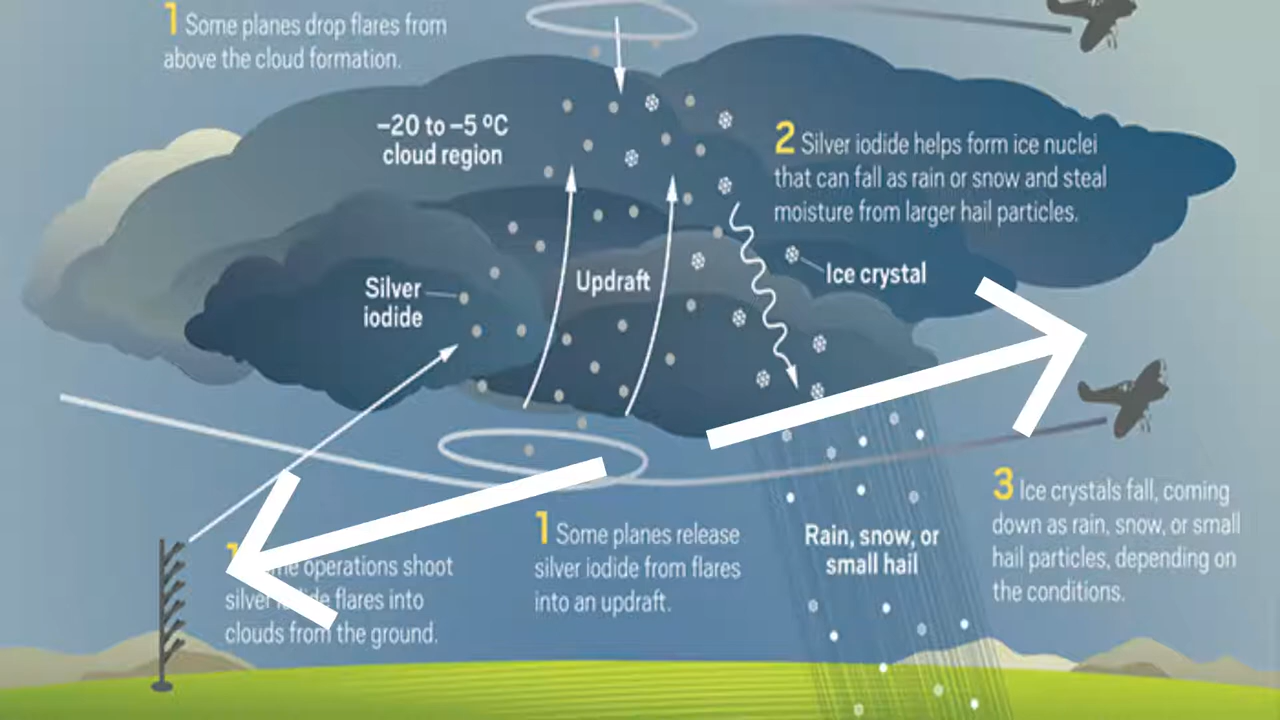 1 Some planes drop flares from
above the cloud formation.
–20 to –5 ºC
cloud region
2 Silver iodide helps form ice nuclei
that can fall as rain or snow and steal
moisture from larger hail particles.
Silver
iodide
Updraft
Ice crystal
1 operations shoot
silver iodide flares into
clouds from the ground.
1 Some planes release
silver iodide from flares
into an updraft.
Rain, snow, or
small hail
3 Ice crystals fall, coming
down as rain, snow, or small
hail particles, depending on
the conditions.